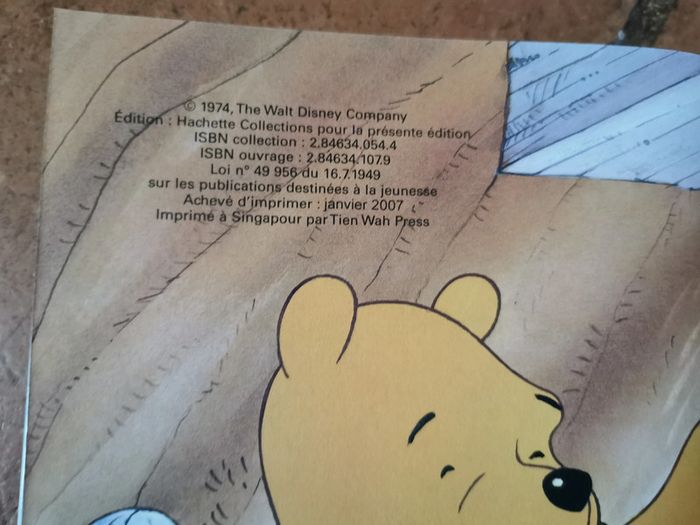 © 1974, The Walt Disney Company
Édition : Hachette Collections pour la présente édition
ISBN collection : 2.84634.054.4
ISBN ouvrage : 2.84634.107.9
Loi n° 49 956 du 16.7.1949
sur les publications destinées à la jeunesse
Achevé d'imprimer : janvier 2007
Imprimé à Singapour par Tien Wah Press